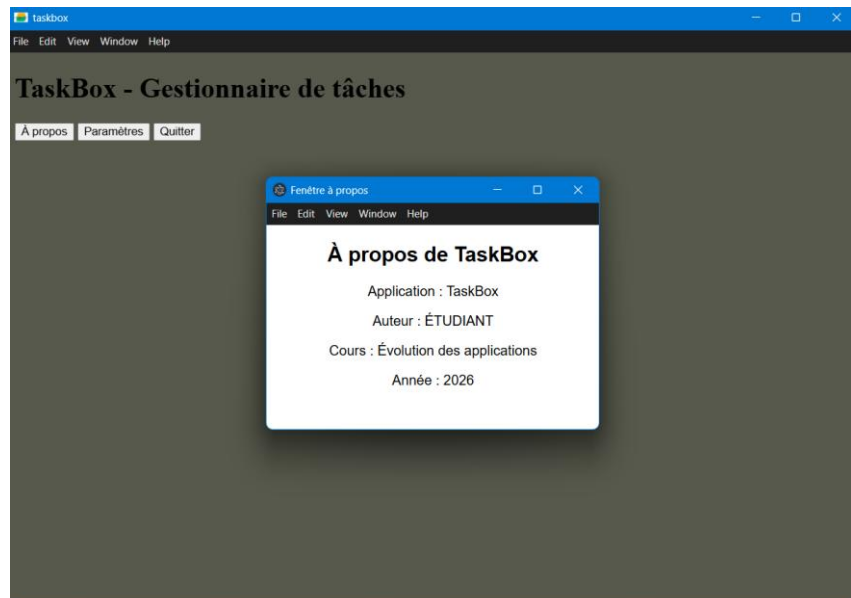 taskbox
File Edit View Window Help
TaskBox - Gestionnaire de tâches
À propos Paramètres Quitter
Fenêtre à propos
File Edit View Window Help
À propos de TaskBox
Application : TaskBox
Auteur : ÉTUDIANT
Cours : Évolution des applications
Année : 2026